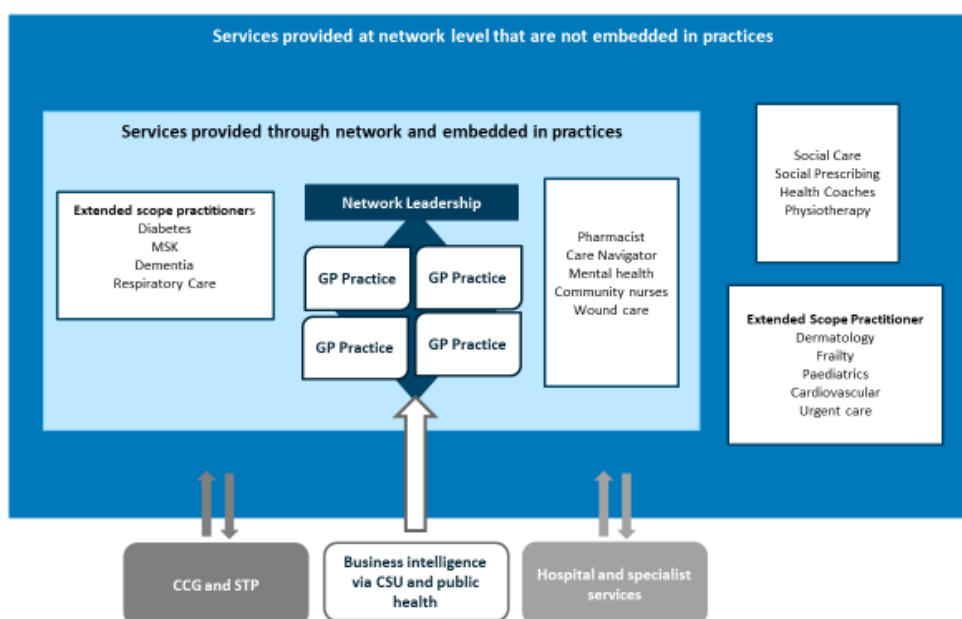 Services provided at network level that are not embedded in practices
Services provided through network and embedded in practices
Extended scope practitioners
Diabetes
MSK
Dementia
Respiratory Care
Network Leadership
GP Practice
GP Practice
GP Practice
GP Practice
Pharmacist
Care Navigator
Mental health
Community nurses
Wound care
Social Care
Social Prescribing
Health Coaches
Physiotherapy
Extended Scope Practitioner
Dermatology
Frailty
Paediatrics
Cardiovascular
Urgent care
CCG and STP
Business intelligence
via CSU and public
health
Hospital and specialist
services